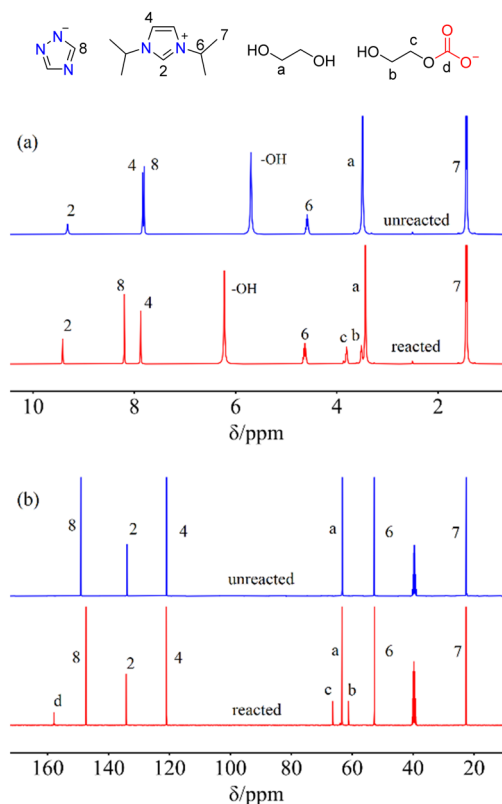 N⁻ N N 8
4 N N⁺ 2 6 7
HO OH a
HO O O O⁻ c b d
(a)
2 4 8 -OH 6 a 7
unreacted
2 8 4 -OH 6 c b a 7
reacted
10 8 6 4 2
δ/ppm
(b)
8 2 4 a 6 7
unreacted
d 8 2 4 c a b 6 7
reacted
160 140 120 100 80 60 40 20
δ/ppm